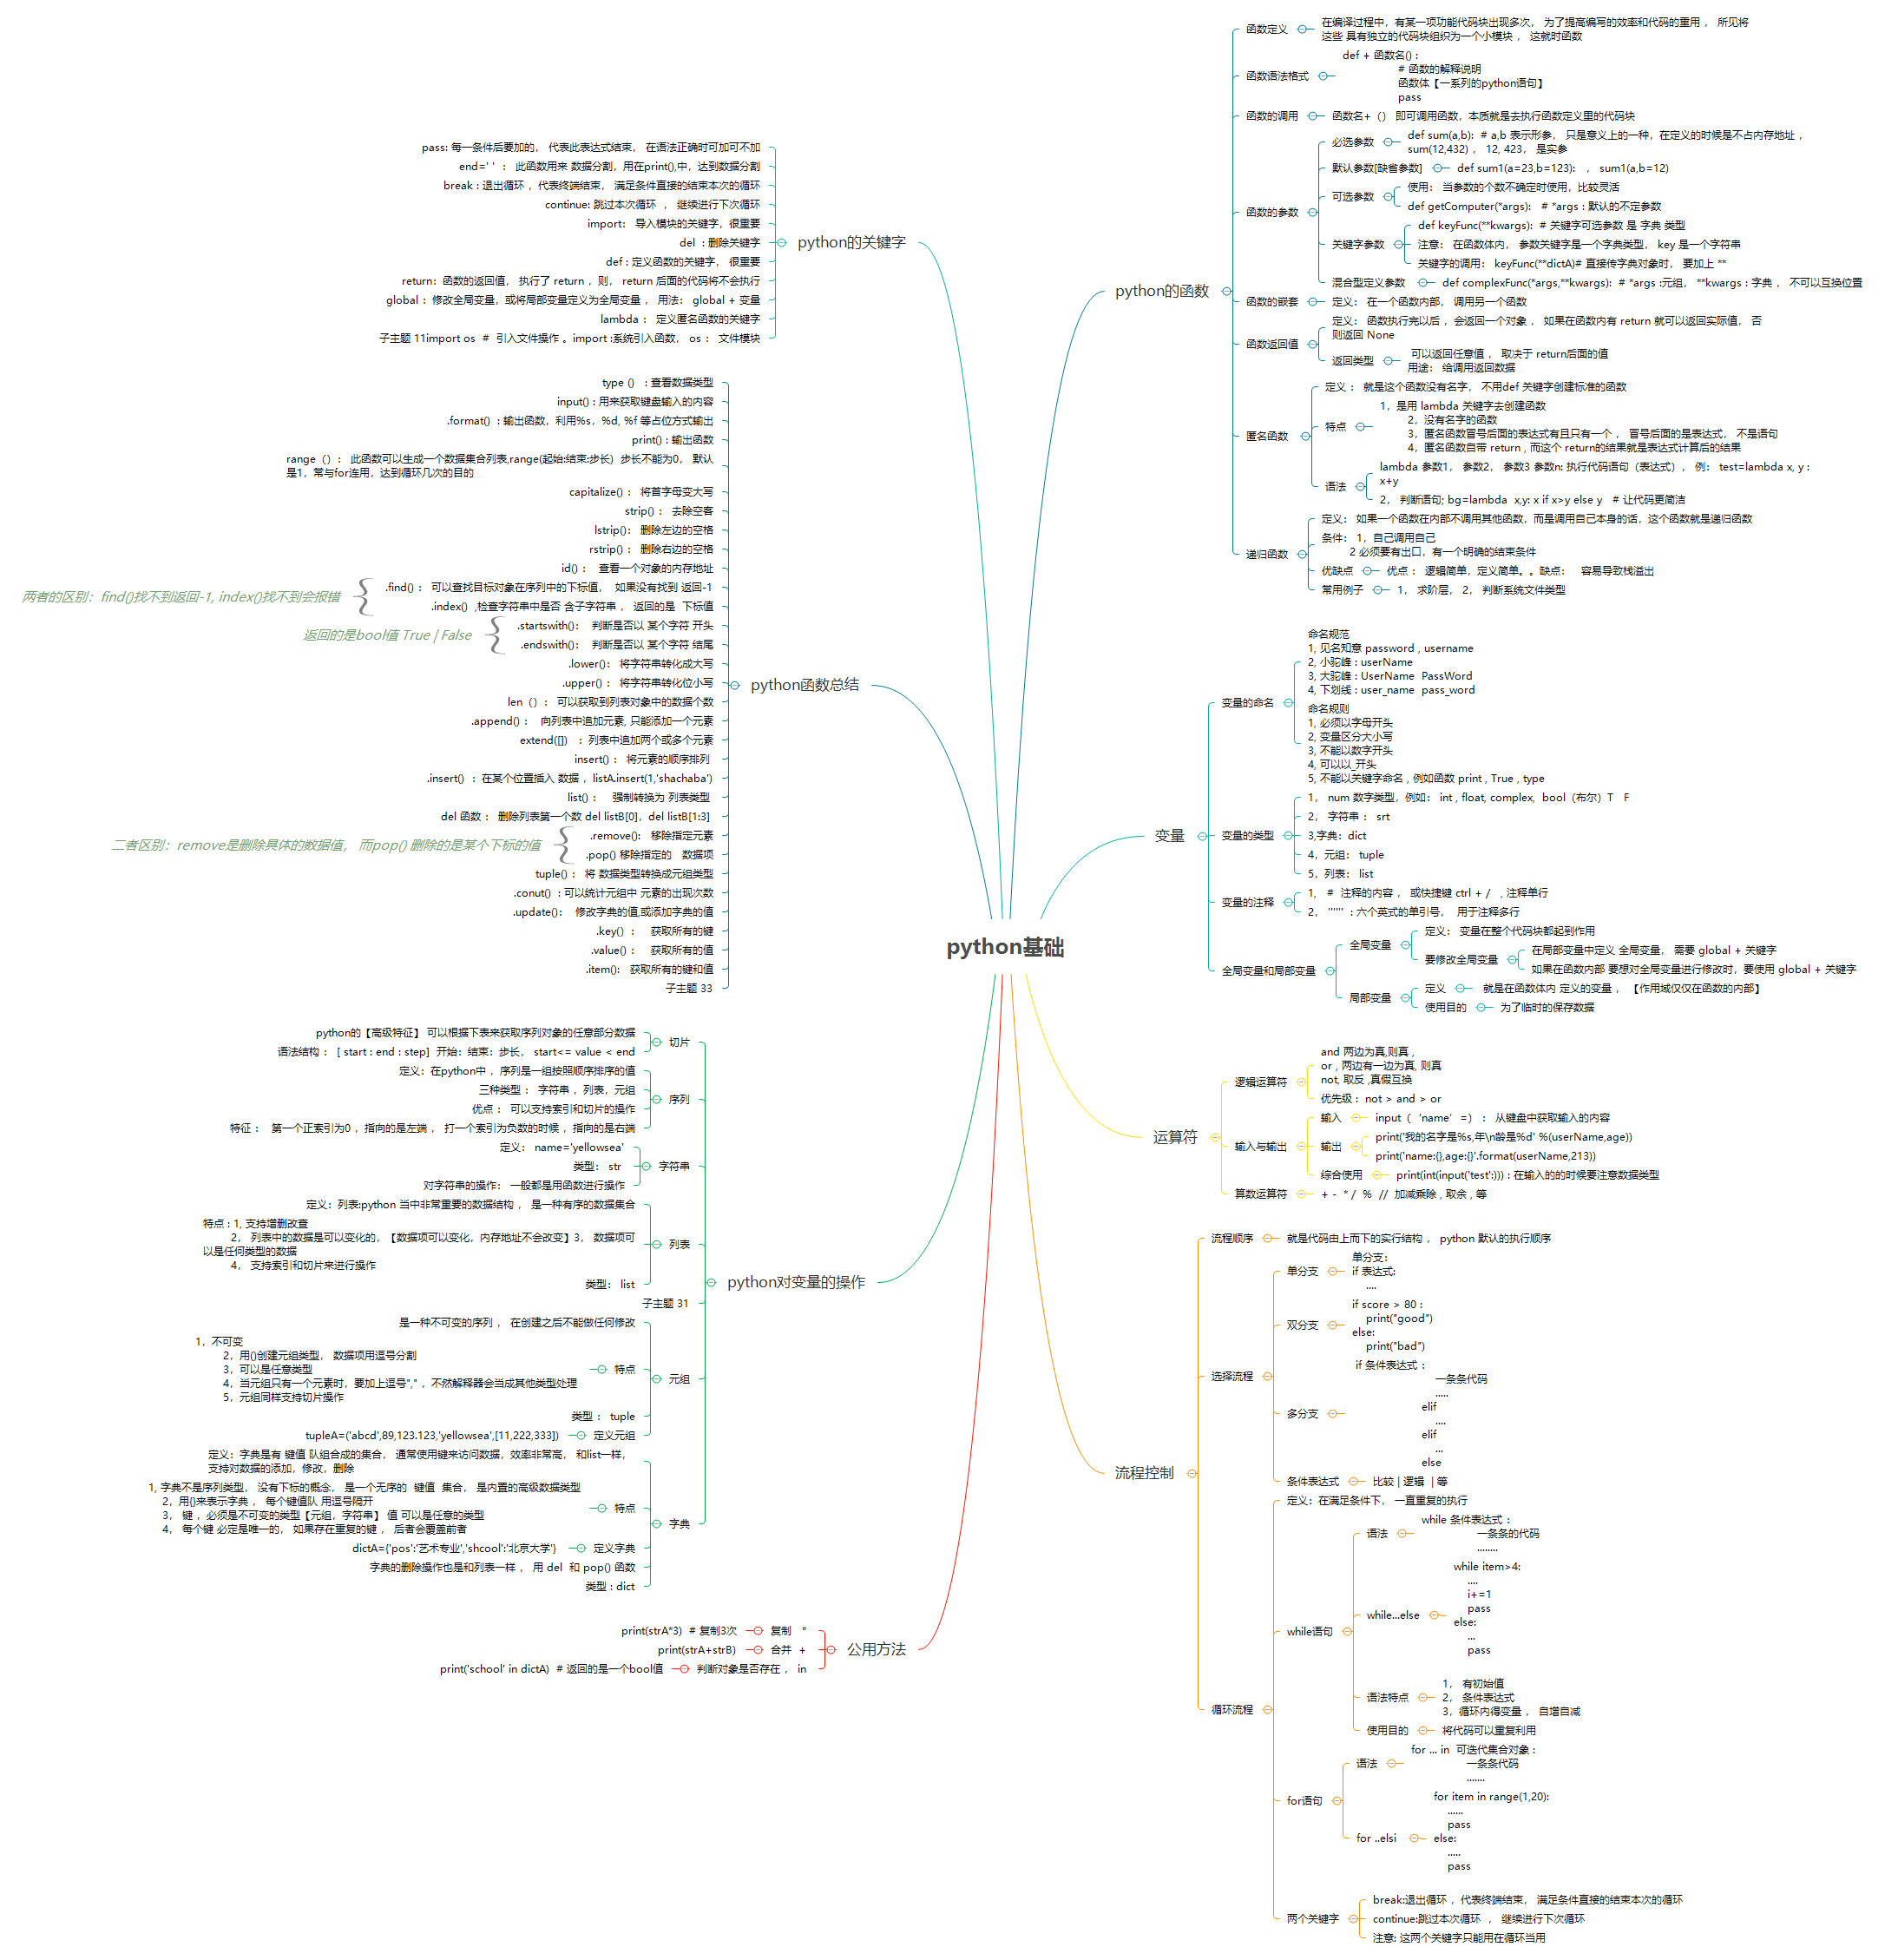 python基础
python的函数
函数定义
在编译过程中，有某一项功能代码块出现多次， 为了提高编写的效率和代码的重用， 所见将
这些 具有独立的代码块组织为一个小模块 ， 这就时函数
函数语法格式
def + 函数名() :
# 函数的解释说明
函数体【一系列的python语句】
pass
函数的调用
函数名+（） 即可调用函数，本质就是去执行函数定义里的代码块
函数的参数
必选参数
def sum(a,b): # a,b 表示形参， 只是意义上的一种，在定义的时候是不占内存地址 ，
sum(12,432) ， 12, 423， 是实参
默认参数[缺省参数]
def sum1(a=23,b=123): ， sum1(a,b=12)
可选参数
使用： 当参数的个数不确定时使用，比较灵活
def getComputer(*args): # *args : 默认的不定参数
关键字参数
def keyFunc(**kwargs): # 关键字可选参数 是 字典 类型
注意： 在函数体内， 参数关键字是一个字典类型， key 是一个字符串
关键字的调用： keyFunc(**dictA)# 直接传字典对象时， 要加上 **
混合型定义参数
def complexFunc(*args,**kwargs): # *args :元组， **kwargs : 字典 ， 不可以互换位置
函数的嵌套
定义： 在一个函数内部，调用另一个函数
函数返回值
定义： 函数执行完以后 ，会返回一个对象 ， 如果在函数内有 return 就可以返回实际值， 否
则返回 None
返回类型
可以返回任意值 ， 取决于 return后面的值
用途： 给调用返回数据
匿名函数
定义 ： 就是这个函数没有名字， 不用def 关键字创建标准的函数
特点
1，是用 lambda 关键字去创建函数
2，没有名字的函数
3，匿名函数冒号后面的表达式有且只有一个 ， 冒号后面的是表达式， 不是语句
4，匿名函数自带 return , 而这个 return的结果就是表达式计算后的结果
语法
lambda 参数1， 参数2， 参数3 参数n: 执行代码语句（表达式） ， 例： test=lambda x, y :
x+y
2， 判断语句; bg=lambda x,y: x if x>y else y # 让代码更简洁
递归函数
定义： 如果一个函数在内部不调用其他函数，而是调用自己本身的话，这个函数就是递归函数
条件： 1，自己调用自己
2 必须要有出口，有一个明确的结束条件
优缺点
优点 ： 逻辑简单，定义简单。。缺点： 容易导致栈溢出
常用例子
1， 求阶层， 2， 判断系统文件类型
变量
变量的命名
命名规范
1, 见名知意 password , username
2, 小驼峰 : userName
3, 大驼峰 : UserName PassWord
4, 下划线 : user_name pass_word
命名规则
1, 必须以字母开头
2, 变量区分大小写
3, 不能以数字开头
4, 可以以_开头
5, 不能以关键字命名 , 例如函数 print , True , type
变量的类型
1， num 数字类型，例如： int , float, complex, bool（布尔）T F
2， 字符串 ： srt
3,字典：dict
4，元组： tuple
5，列表： list
变量的注释
1， # 注释的内容 ， 或快捷键 ctrl + / , 注释单行
2， '''''' : 六个英式的单引号， 用于注释多行
全局变量和局部变量
全局变量
定义： 变量在整个代码块都起到作用
要修改全局变量
在局部变量中定义 全局变量， 需要 global + 关键字
如果在函数内部 要想对全局变量进行修改时，要使用 global + 关键字
局部变量
定义
就是在函数体内 定义的变量 ， 【作用域仅仅在函数的内部】
使用目的
为了临时的保存数据
运算符
逻辑运算符
and 两边为真,则真 ,
or , 两边有一边为真, 则真
not, 取反 ,真假互换
优先级 : not > and > or
输入与输出
输入
input（ ‘name’ =） ： 从键盘中获取输入的内容
输出
print('我的名字是%s,年\n龄是%d' %(userName,age))
print('name:{},age:{}'.format(userName,213))
综合使用
print(int(input('test':))) : 在输入的的时候要注意数据类型
算数运算符
+ - * / % // 加减乘除 , 取余 , 等
流程控制
流程顺序
就是代码由上而下的实行结构 ， python 默认的执行顺序
选择流程
单分支
单分支：
if 表达式:
....
双分支
if score > 80 :
print("good")
else:
print("bad")
多分支
if 条件表达式 ：
一条条代码
.....
elif
....
elif
...
else
条件表达式
比较 | 逻辑 | 等
循环流程
定义：在满足条件下， 一直重复的执行
while语句
语法
while 条件表达式 ：
一条条的代码
........
while...else
while item>4:
....
i+=1
pass
else:
...
pass
语法特点
1， 有初始值
2， 条件表达式
3，循环内得变量 ， 自增自减
使用目的
将代码可以重复利用
for语句
语法
for ... in 可迭代集合对象 :
一条条代码
.......
for ..elsi
for item in range(1,20):
......
pass
else:
.....
pass
两个关键字
break:退出循环 ，代表终端结束， 满足条件直接的结束本次的循环
continue:跳过本次循环 ， 继续进行下次循环
注意: 这两个关键字只能用在循环当用
python的关键字
pass: 每一条件后要加的， 代表此表达式结束， 在语法正确时可加可不加
end=' ' ： 此函数用来 数据分割，用在print(),中，达到数据分割
break : 退出循环 ，代表终端结束， 满足条件直接的结束本次的循环
continue: 跳过本次循环 ， 继续进行下次循环
import： 导入模块的关键字，很重要
del : 删除关键字
def : 定义函数的关键字， 很重要
return: 函数的返回值， 执行了 return ，则， return 后面的代码将不会执行
global ： 修改全局变量，或将局部变量定义为全局变量 ， 用法： global + 变量
lambda ： 定义匿名函数的关键字
子主题 11import os # 引入文件操作 。import :系统引入函数， os ： 文件模块
python函数总结
type () : 查看数据类型
input() : 用来获取键盘输入的内容
.format() : 输出函数，利用%s，%d, %f 等占位方式输出
print() : 输出函数
range（）： 此函数可以生成一个数据集合列表,range(起始:结束:步长) 步长不能为0， 默认
是1，常与for连用，达到循环几次的目的
capitalize() ： 将首字母变大写
strip() ： 去除空客
lstrip(): 删除左边的空格
rstrip() ： 删除右边的空格
id() ： 查看一个对象的内存地址
.find() ：可以查找目标对象在序列中的下标值， 如果没有找到 返回-1
.index() ,检查字符串中是否 含子字符串 ， 返回的是 下标值
两者的区别：find()找不到返回-1, index()找不到会报错
.startswith(): 判断是否以 某个字符 开头
.endswith(): 判断是否以 某个字符 结尾
返回的是bool值 True | False
.lower(): 将字符串转化成大写
.upper() ： 将字符串转化位小写
len（）： 可以获取到列表对象中的数据个数
.append() ： 向列表中追加元素, 只能添加一个元素
extend([]) : 列表中追加两个或多个元素
insert() ： 将元素的顺序排列
.insert() ：在某个位置插入 数据 ，listA.insert(1,'shachaba')
list() ： 强制转换为 列表类型
del 函数 ： 删除列表第一个数 del listB[0]，del listB[1:3]
.remove(): 移除指定元素
.pop() 移除指定的 数据项
二者区别：remove是删除具体的数据值， 而pop() 删除的是某个下标的值
tuple() ：将 数据类型转换成元组类型
.conut() : 可以统计元组中 元素的出现次数
.update(): 修改字典的值,或添加字典的值
.key() ： 获取所有的键
.value() ： 获取所有的值
.item(): 获取所有的键和值
子主题 33
python对变量的操作
切片
python的【高级特征】 可以根据下表来获取序列对象的任意部分数据
语法结构 ：[ start : end : step] 开始：结束：步长， start<= value < end
序列
定义：在python中 ，序列是一组按照顺序排序的值
三种类型 ： 字符串 ，列表，元组
优点 ： 可以支持索引和切片的操作
特征 ： 第一个正索引为0 ，指向的是左端 ， 打一个索引为负数的时候 ，指向的是右端
字符串
定义： name='yellowsea'
类型： str
对字符串的操作： 一般都是用函数进行操作
列表
定义：列表:python 当中非常重要的数据结构 ， 是一种有序的数据集合
特点 : 1, 支持增删改查
2， 列表中的数据是可以变化的，【数据项可以变化，内存地址不会改变】3， 数据项可
以是任何类型的数据
4， 支持索引和切片来进行操作
类型： list
子主题 31
元组
是一种不可变的序列 ， 在创建之后不能做任何修改
特点
1，不可变
2，用()创建元组类型， 数据项用逗号分割
3，可以是任意类型
4，当元组只有一个元素时，要加上逗号"," ，不然解释器会当成其他类型处理
5，元组同样支持切片操作
类型 ： tuple
定义元组
tupleA=('abcd',89,123.123,'yellowsea',[11,222,333])
字典
定义：字典是有 键值 队组合成的集合， 通常使用键来访问数据，效率非常高， 和list一样，
支持对数据的添加，修改，删除
特点
1, 字典不是序列类型， 没有下标的概念， 是一个无序的 键值 集合， 是内置的高级数据类型
2，用{}来表示字典 ， 每个键值队 用逗号隔开
3， 键 ，必须是不可变的类型【元组，字符串】 值 可以是任意的类型
4， 每个键 必定是唯一的， 如果存在重复的键 ， 后者会覆盖前者
定义字典
dictA={'pos':'艺术专业','shcool':'北京大学'}
字典的删除操作也是和列表一样 ， 用 del 和 pop() 函数
类型 : dict
公用方法
复制 *
print(strA*3) # 复制3次
合并 +
print(strA+strB)
判断对象是否存在 ， in
print('school' in dictA) # 返回的是一个bool值